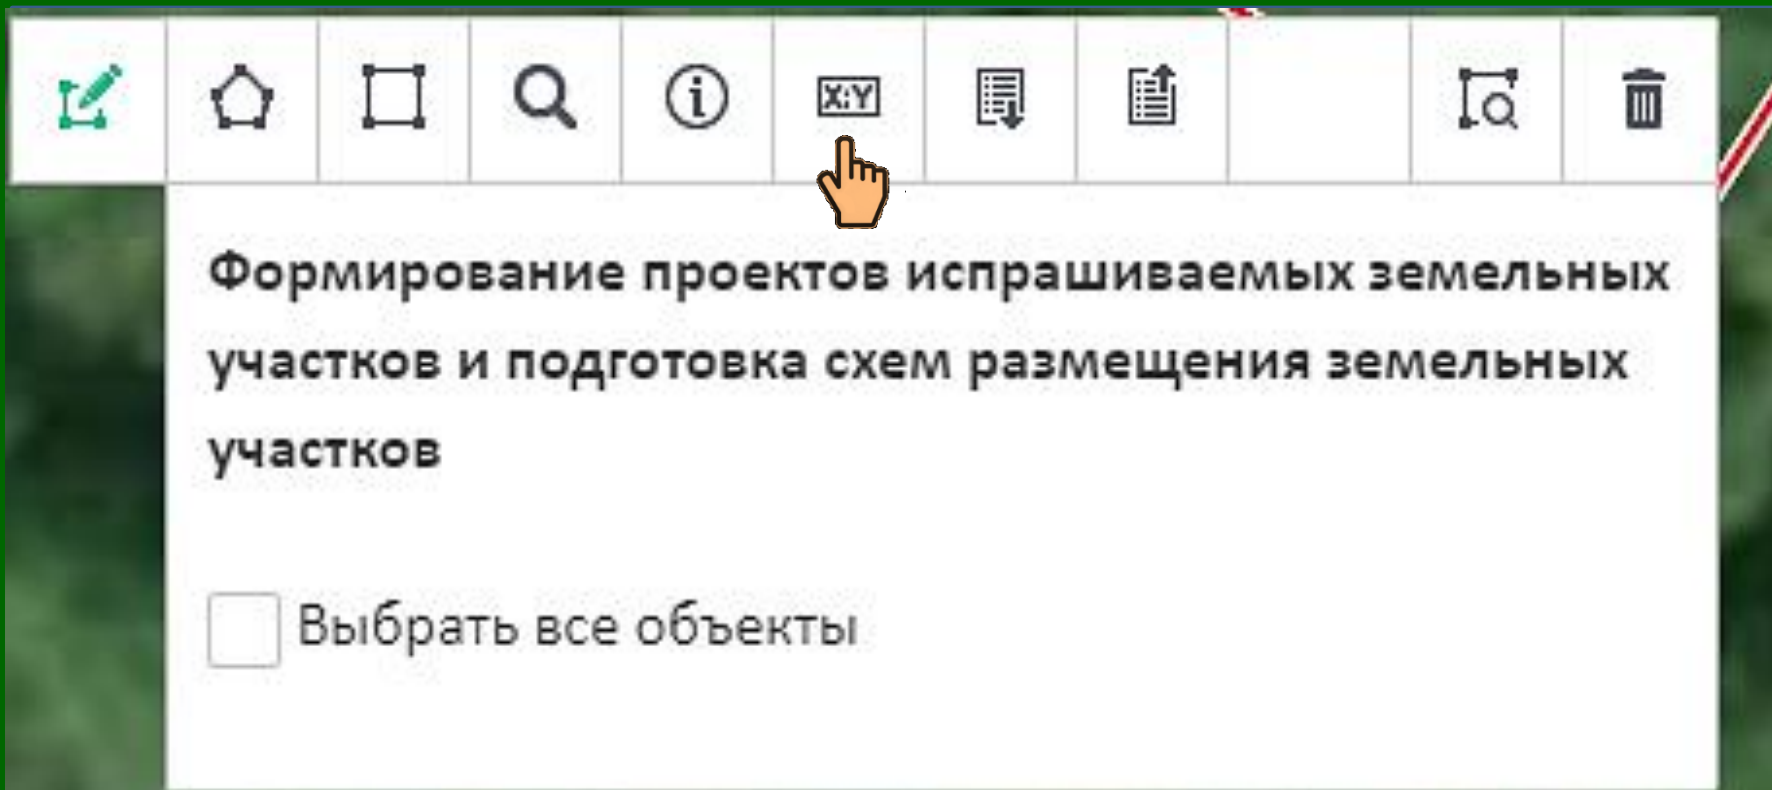 X:Y
Формирование проектов испрашиваемых земельных
участков и подготовка схем размещения земельных
участков
Выбрать все объекты